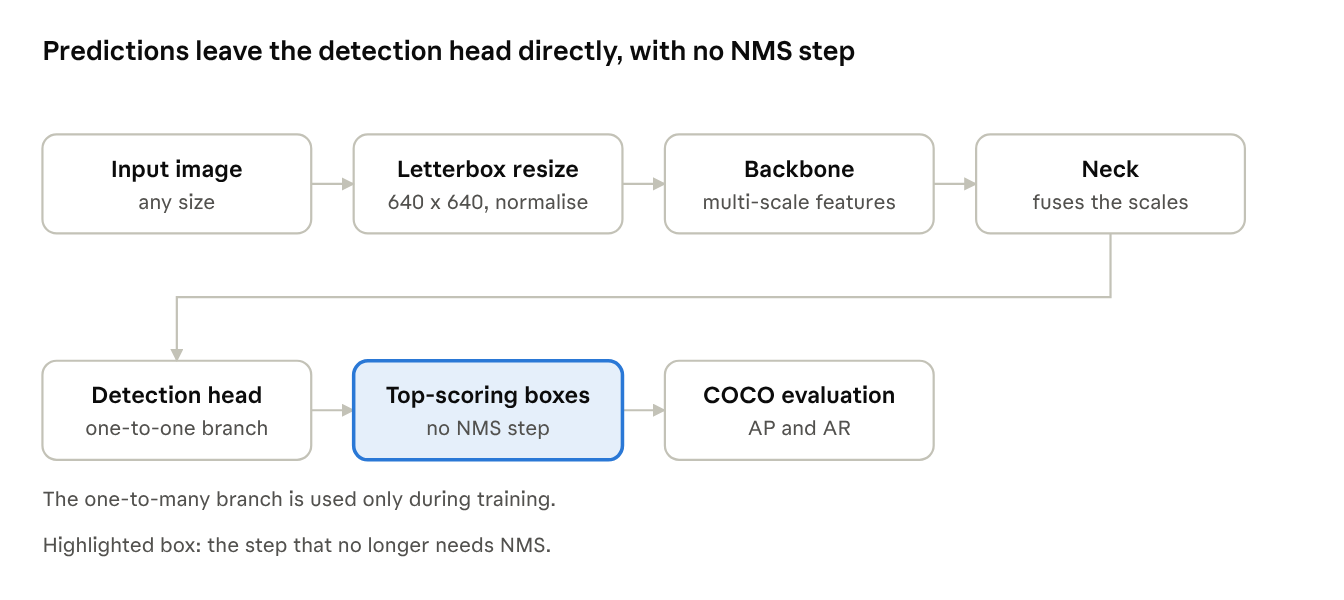 Predictions leave the detection head directly, with no NMS step
Input image
any size
Letterbox resize
640 x 640, normalise
Backbone
multi-scale features
Neck
fuses the scales
Detection head
one-to-one branch
Top-scoring boxes
no NMS step
COCO evaluation
AP and AR
The one-to-many branch is used only during training.
Highlighted box: the step that no longer needs NMS.